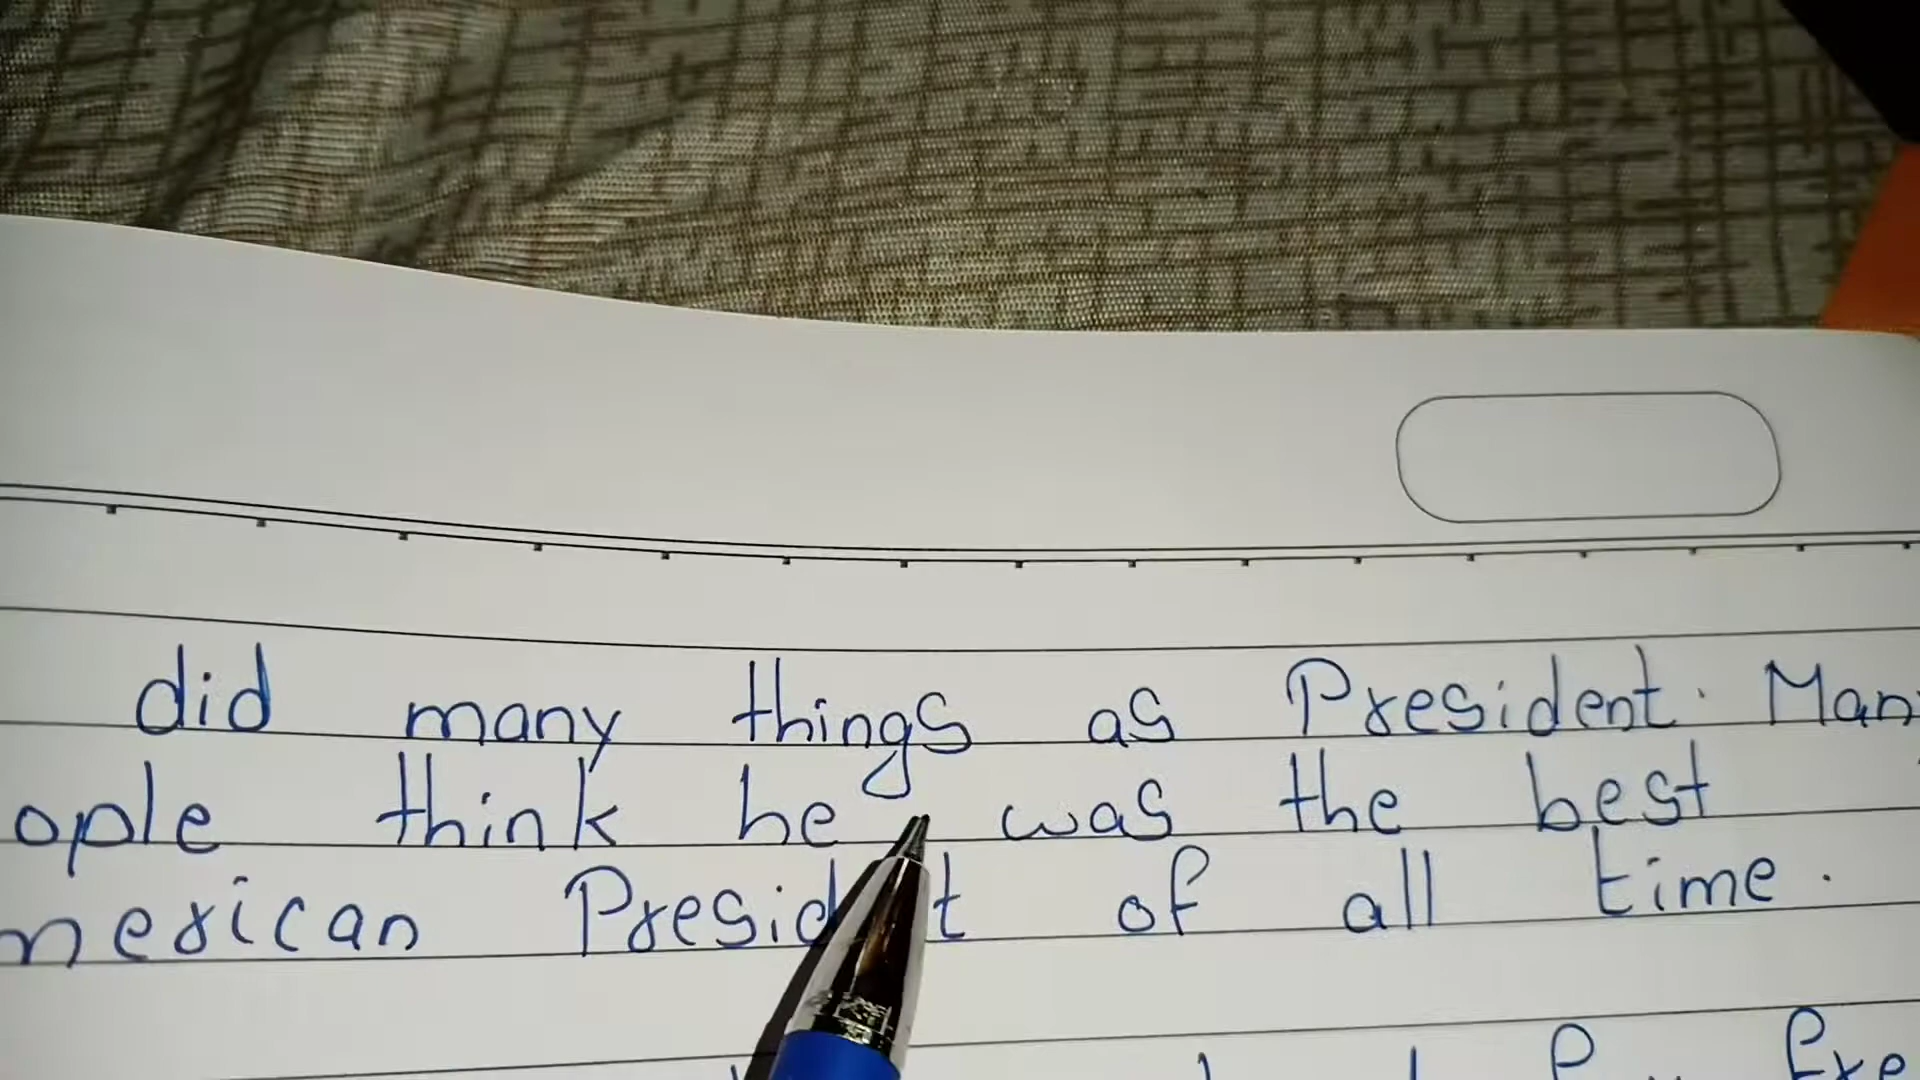 did many things as President. Man
ople think he was the best
merican President of all time.